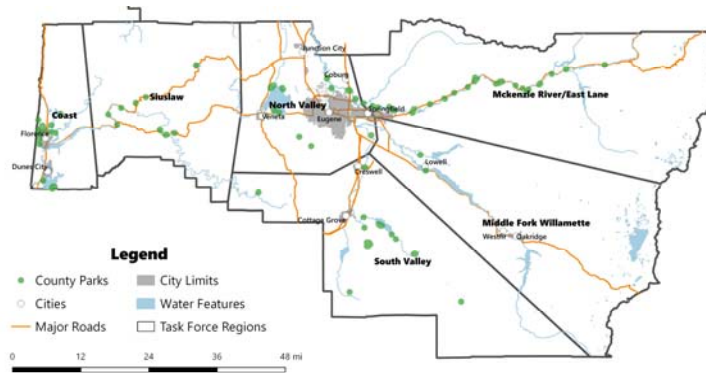 Junction City
Coburg
Mckenzie River/East Lane
Siuslaw
North Valley
Coast
Springfield
Veneta
Eugene
Florence
Dunes City
Creswell
Lowell
Cottage Grove
Middle Fork Willamette
Westfir
Oakridge
South Valley
Legend
County Parks
City Limits
Cities
Water Features
Major Roads
Task Force Regions
0 12 24 36 48 mi